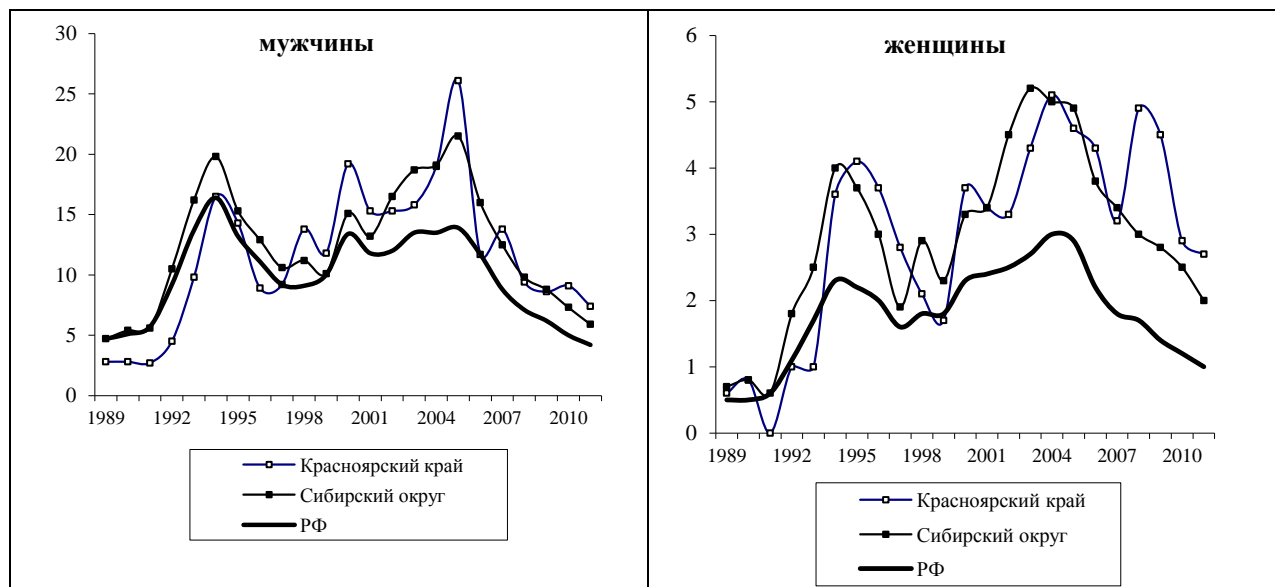 мужчины
30
25
20
15
10
5
0
1989 1992 1995 1998 2001 2004 2007 2010
Красноярский край
Сибирский округ
РФ
женщины
6
5
4
3
2
1
0
1989 1992 1995 1998 2001 2004 2007 2010
Красноярский край
Сибирский округ
РФ